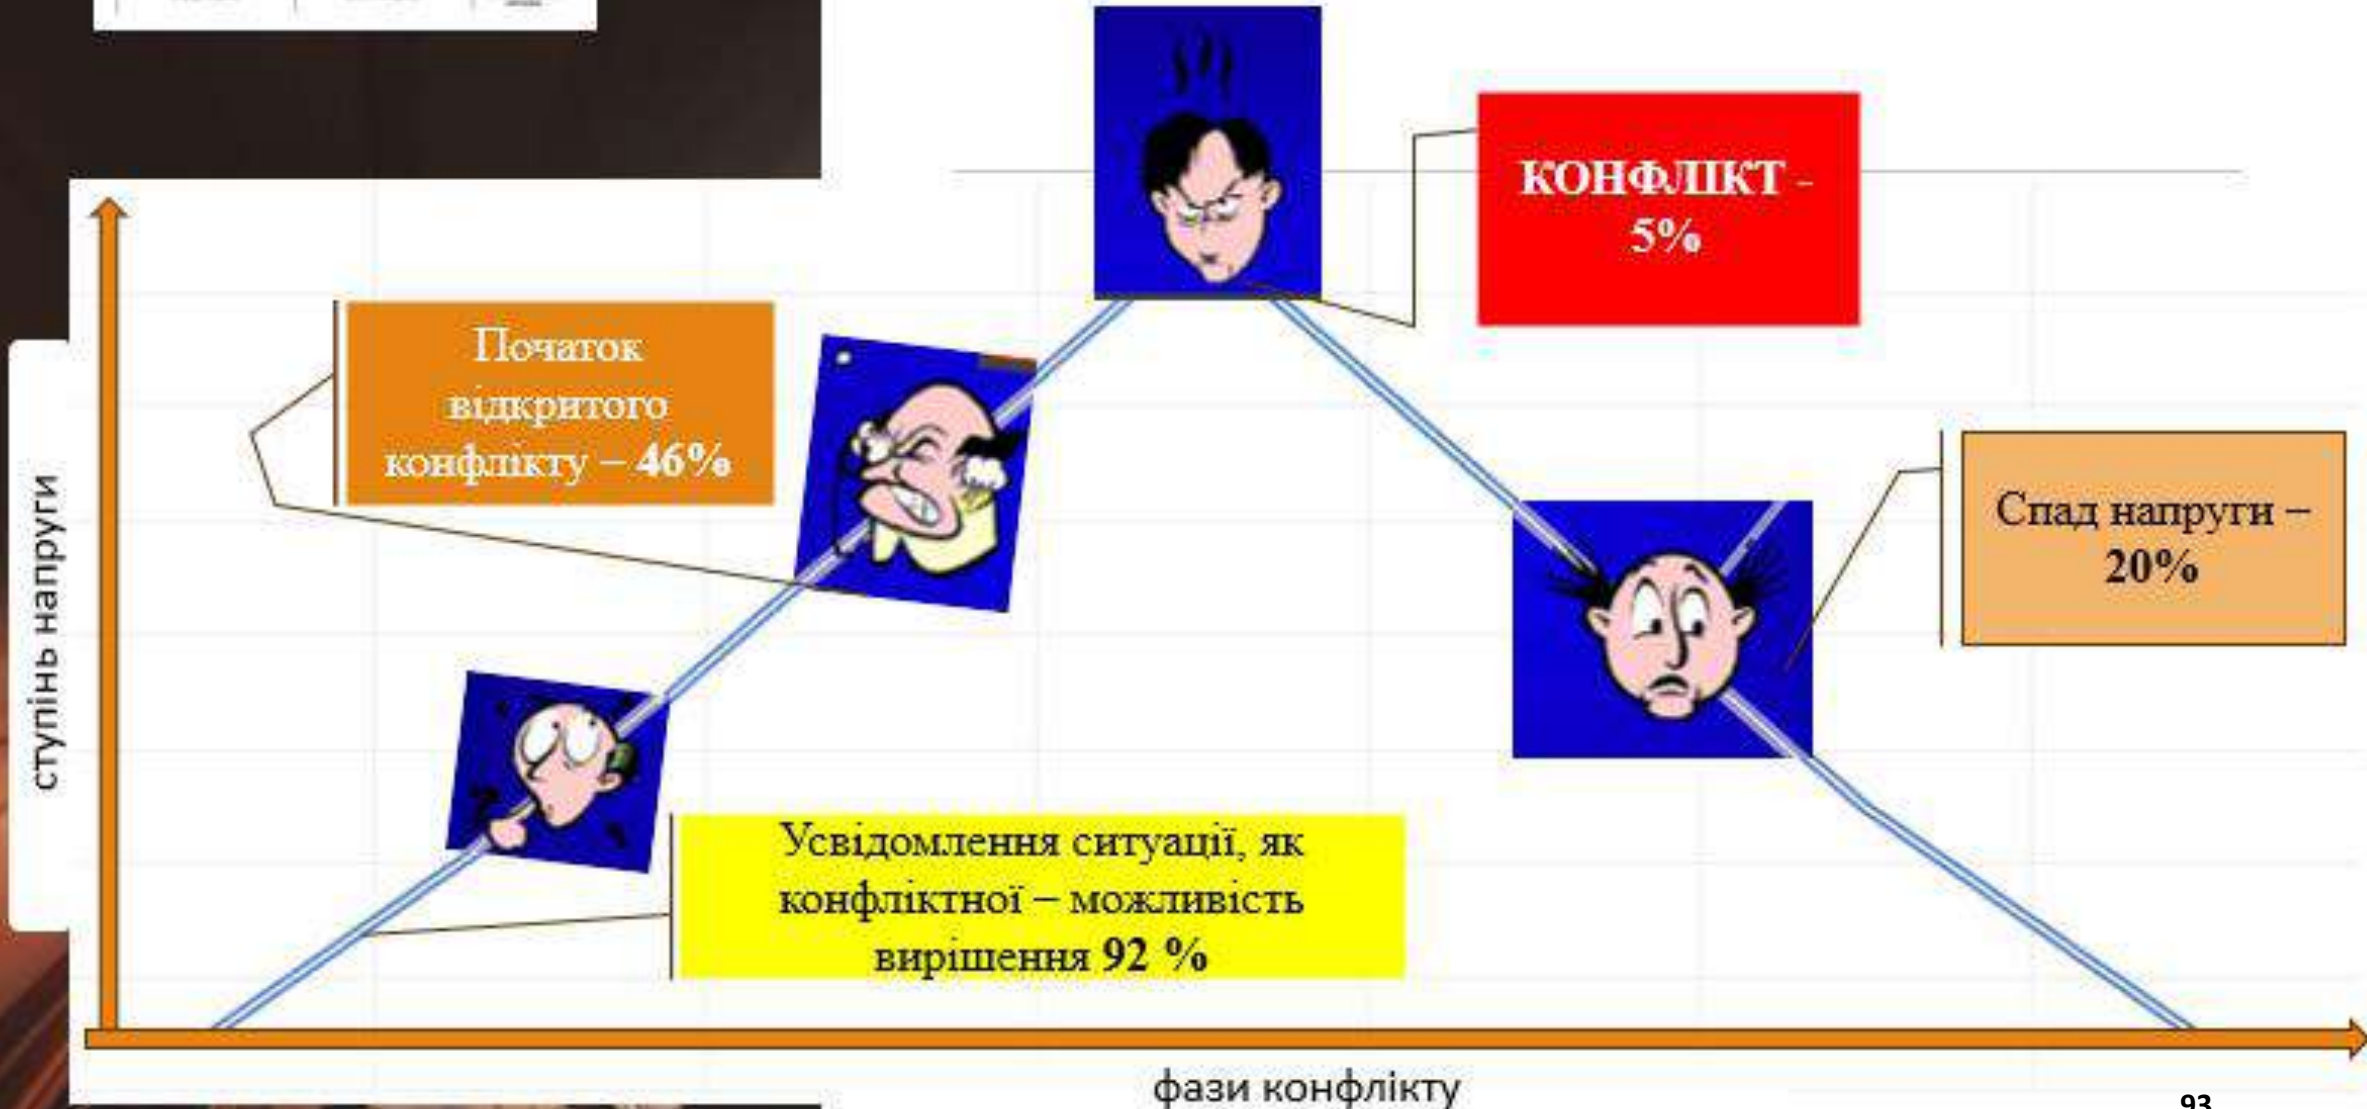 КОНФЛІКТ -
5%
Початок
відкритого
конфлікту – 46%
Спад напруги –
20%
Усвідомлення ситуації, як
конфліктної – можливість
вирішення 92 %
ступінь напруги
фази конфлікту
93